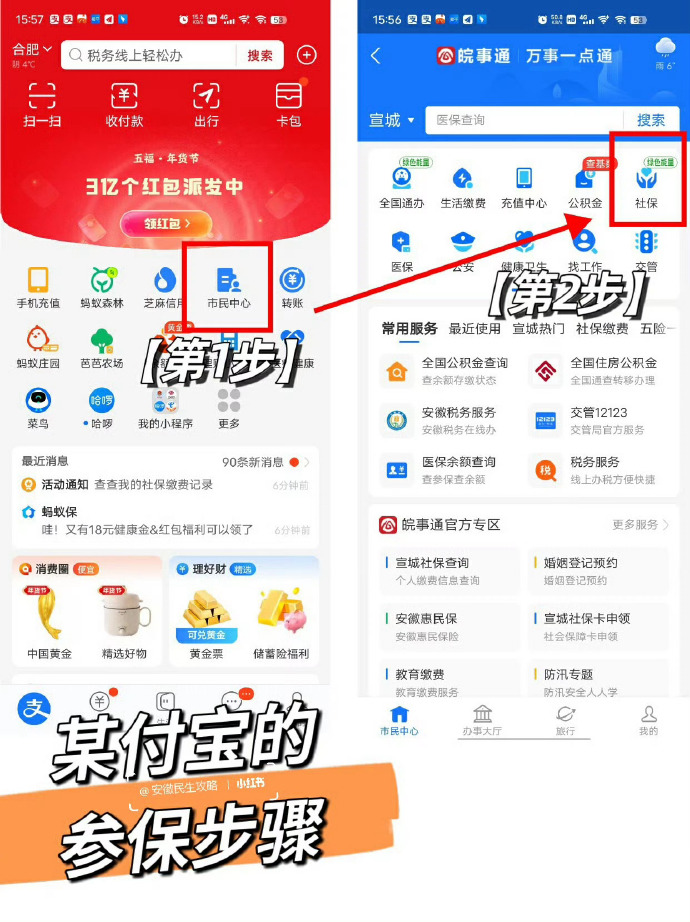 15:57
53
合肥
阴 4℃
税务线上轻松办
搜索
扫一扫
收付款
出行
卡包
五福·年货节
3亿个红包派发中
领红包>
手机充值
蚂蚁森林
芝麻信用
市民中心
转账
蚂蚁庄园
芭芭农场
黄金
【第1步】
健康
菜鸟
哈啰
哈啰
我的小程序
更多
最近消息
90条新消息
活动通知 查查我的社保缴费记录
6分钟前
蚂蚁保
哇！又有18元健康金&红包福利可以领了
6分钟前
消费圈 便宜
理好财 精选
年货节
年货节
可兑黄金
中国黄金
精选好物
黄金票
储蓄险福利
支
某付宝的
@安徽民生攻略
小红书
参保步骤
15:56
53
皖事通
万事一点通
雨 6°
宣城
医保查询
搜索
绿色能量
查基数
绿色能量
全国通办
生活缴费
充值中心
公积金
社保
医保
公安
健康卫生
找工作
交管
【第2步】
常用服务
最近使用
宣城热门
社保缴费
五险一
全国公积金查询
查余额存缴状态
全国住房公积金
全国通查转移办理
安徽税务服务
安徽税务在线办
12123
交管12123
交管局官方服务
医保余额查询
查参保查余额
税
税务服务
线上办税方便快捷
皖事通官方专区
更多服务 >
宣城社保查询
个人缴费信息查询
婚姻登记预约
婚姻登记预约
安徽惠民保
安徽惠民保险
宣城社保卡申领
社会保障卡申领
教育缴费
教育缴费服务
防汛专题
防汛安全人人学
市民中心
办事大厅
旅行
我的